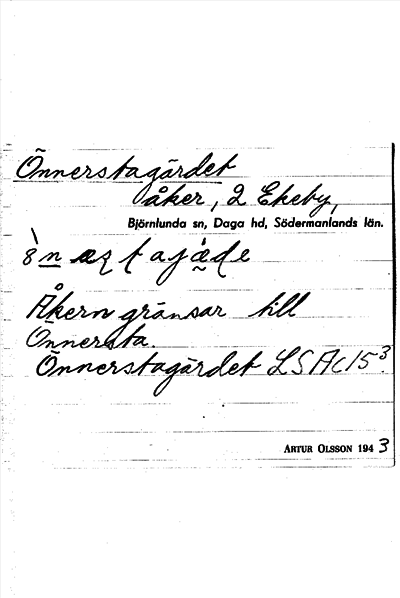 Önnerstagärdet
åker, 2 Ekeby,
Björnlunda sn, Daga hd, Södermanlands län.
Åkern gränsar till
Önnersta.
Önnerstagärdet LSA C 15³.
ARTUR OLSSON 1943